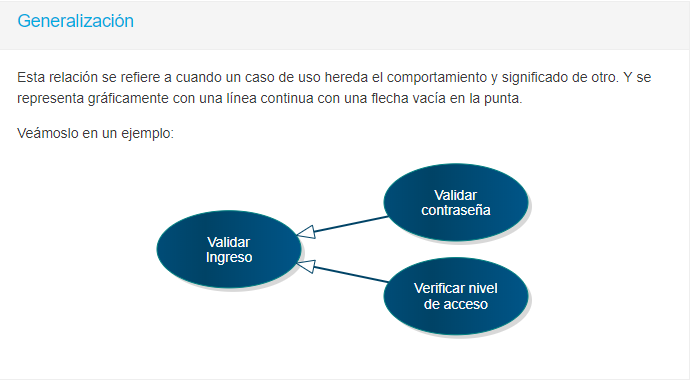 Generalización
Esta relación se refiere a cuando un caso de uso hereda el comportamiento y significado de otro. Y se
representa gráficamente con una línea continua con una flecha vacía en la punta.
Veámoslo en un ejemplo:
Validar
contraseña
Validar
Ingreso
Verificar nivel
de acceso